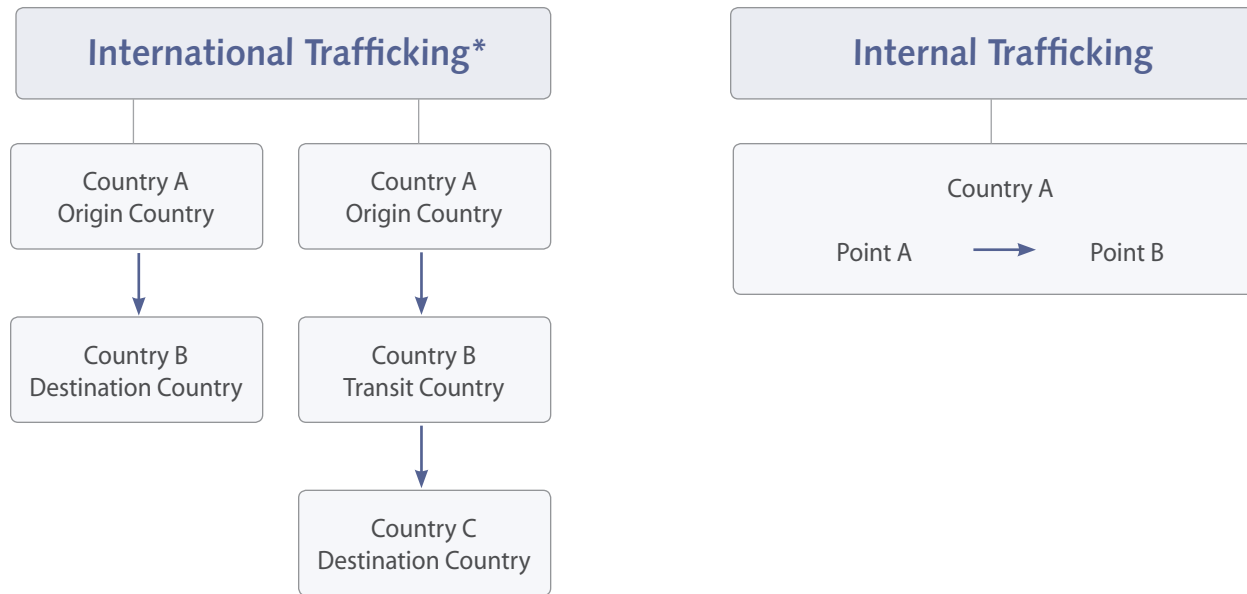 International Trafficking*
Country A
Origin Country
Country B
Destination Country
Country A
Origin Country
Country B
Transit Country
Country C
Destination Country
Internal Trafficking
Country A
Point A
Point B